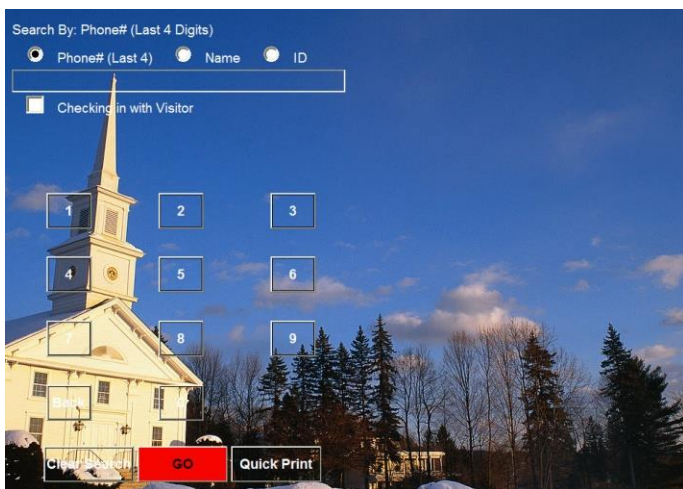 Search By: Phone# (Last 4 Digits)
Phone# (Last 4) Name ID
Checking in with Visitor
1 2 3
4 5 6
7 8 9
Back 0
Clear Search GO Quick Print